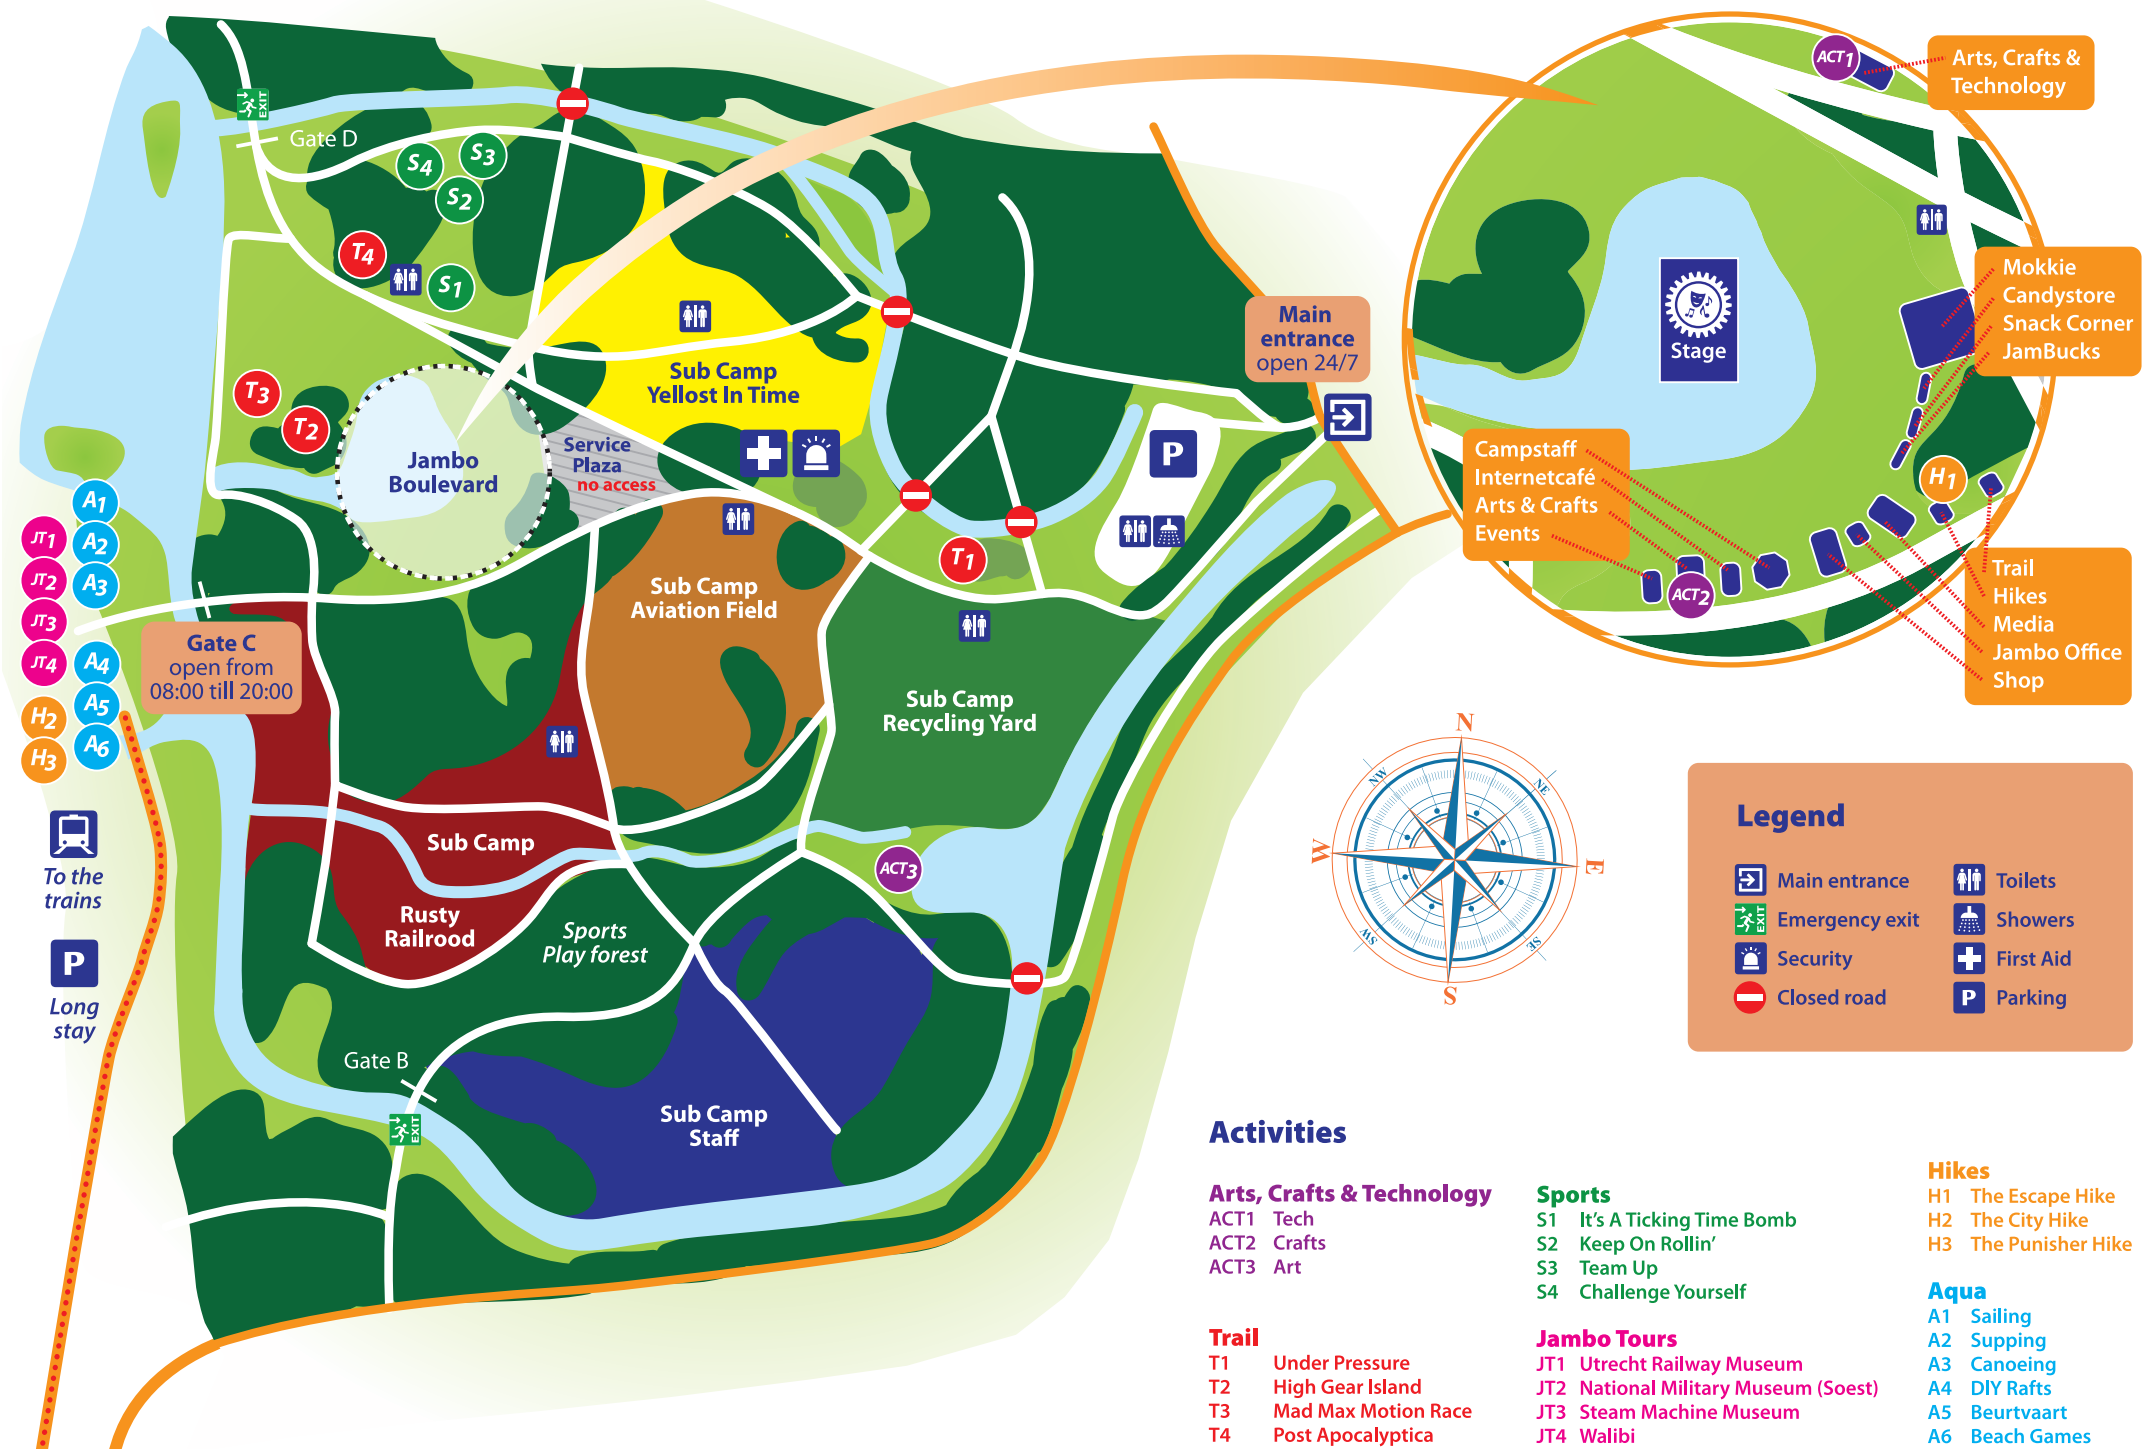 EXIT
Gate D
S4
S3
S2
S1
T4
T3
T2
Sub Camp
Yellost In Time
Service
Plaza
no access
Jambo
Boulevard
Main
entrance
open 24/7
P
T1
A1
A2
A3
A4
A5
A6
JT1
JT2
JT3
JT4
H2
H3
Gate C
open from
08:00 till 20:00
Sub Camp
Aviation Field
Sub Camp
Recycling Yard
Sub Camp
Rusty
Railrood
Sports
Play forest
ACT3
To the
trains
P
Long
stay
Gate B
EXIT
Sub Camp
Staff
ACT1
Arts, Crafts &
Technology
Stage
Mokkie
Candystore
Snack Corner
JamBucks
Campstaff
Internetcafé
Arts & Crafts
Events
H1
ACT2
Trail
Hikes
Media
Jambo Office
Shop
N
NW
NE
W
E
SW
SE
S
Legend
Main entrance
EXIT
Emergency exit
Security
Closed road
Toilets
Showers
First Aid
P
Parking
Activities
Arts, Crafts & Technology
ACT1 Tech
ACT2 Crafts
ACT3 Art
Trail
T1 Under Pressure
T2 High Gear Island
T3 Mad Max Motion Race
T4 Post Apocalyptica
Sports
S1 It's A Ticking Time Bomb
S2 Keep On Rollin'
S3 Team Up
S4 Challenge Yourself
Jambo Tours
JT1 Utrecht Railway Museum
JT2 National Military Museum (Soest)
JT3 Steam Machine Museum
JT4 Walibi
Hikes
H1 The Escape Hike
H2 The City Hike
H3 The Punisher Hike
Aqua
A1 Sailing
A2 Supping
A3 Canoeing
A4 DIY Rafts
A5 Beurtvaart
A6 Beach Games